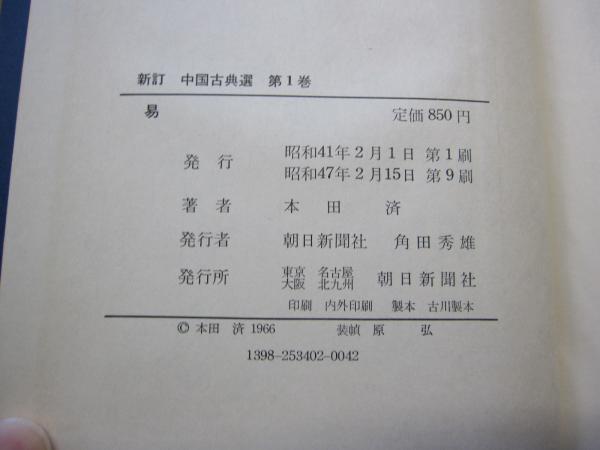 新訂 中国古典選 第1巻
易 定価850円
発行 昭和41年2月1日 第1刷
昭和47年2月15日 第9刷
著者 本田 済
発行者 朝日新聞社 角田秀雄
発行所 東京 名古屋 大阪 北九州 朝日新聞社
印刷 内外印刷 製本 古川製本
© 本田 済 1966 装幀 原 弘
1398-253402-0042